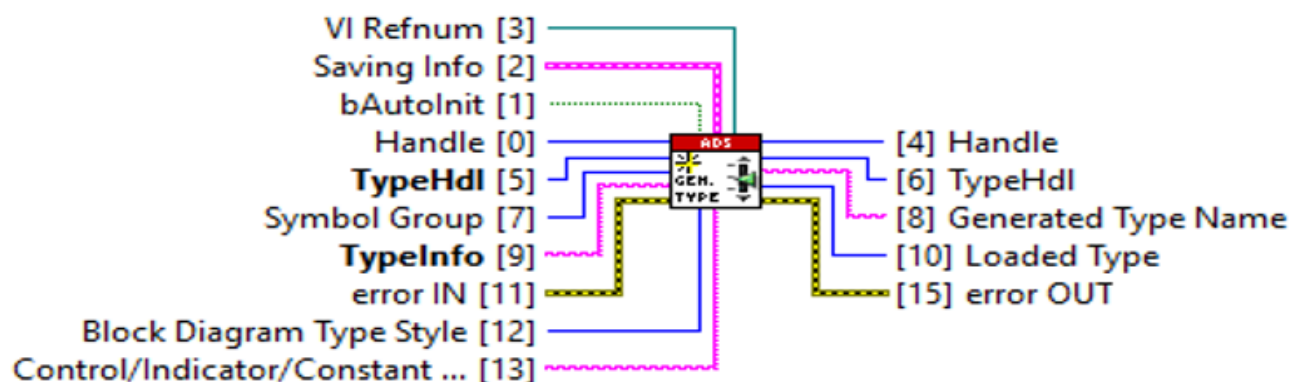 VI Refnum [3]
Saving Info [2]
bAutoInit [1]
Handle [0]
TypeHdl [5]
Symbol Group [7]
TypeInfo [9]
error IN [11]
Block Diagram Type Style [12]
Control/Indicator/Constant ... [13]
ADS
GEN.
TYPE
[4] Handle
[6] TypeHdl
[8] Generated Type Name
[10] Loaded Type
[15] error OUT